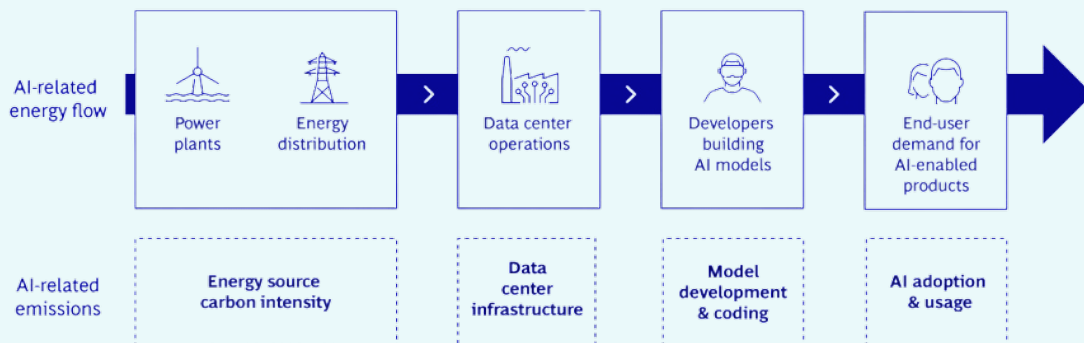 AI-related
energy flow
Power
plants
Energy
distribution
Data center
operations
Developers
building
AI models
End-user
demand for
AI-enabled
products
AI-related
emissions
Energy source
carbon intensity
Data
center
infrastructure
Model
development
& coding
AI adoption
& usage